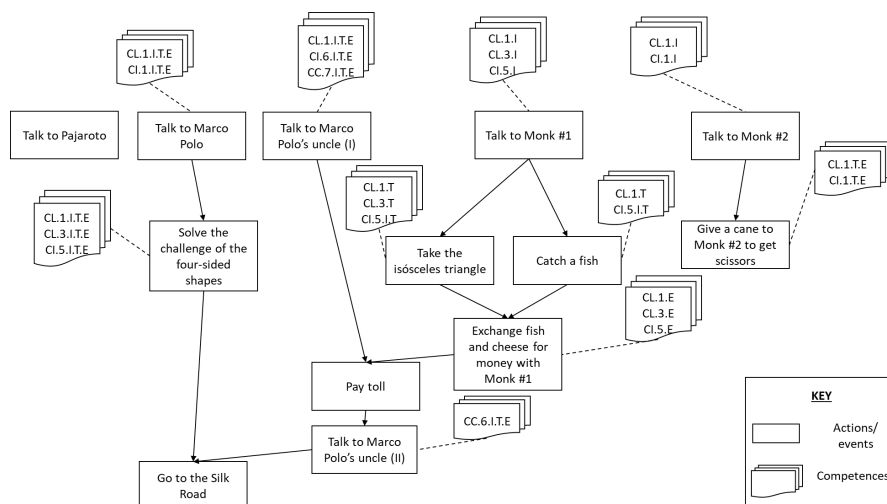 CL.1.I.T.E
CI.1.I.T.E
CL.1.I.T.E
CI.6.I.T.E
CC.7.I.T.E
CL.1.I
CL.3.I
CI.5.I
CL.1.I
CI.1.I
Talk to Pajaroto
Talk to Marco
Polo
Talk to Marco
Polo's uncle (I)
Talk to Monk #1
Talk to Monk #2
CL.1.T.E
CI.1.T.E
CL.1.I.T.E
CL.3.I.T.E
CI.5.I.T.E
Solve the
challenge of the
four-sided
shapes
CL.1.T
CL.3.T
CI.5.I.T
Take the
isósceles triangle
Catch a fish
CL.1.T
CI.5.I.T
Give a cane to
Monk #2 to get
scissors
Exchange fish
and cheese for
money with
Monk #1
CL.1.E
CL.3.E
CI.5.E
Pay toll
CC.6.I.T.E
Talk to Marco
Polo's uncle (II)
Go to the Silk
Road
KEY
Actions/
events
Competences